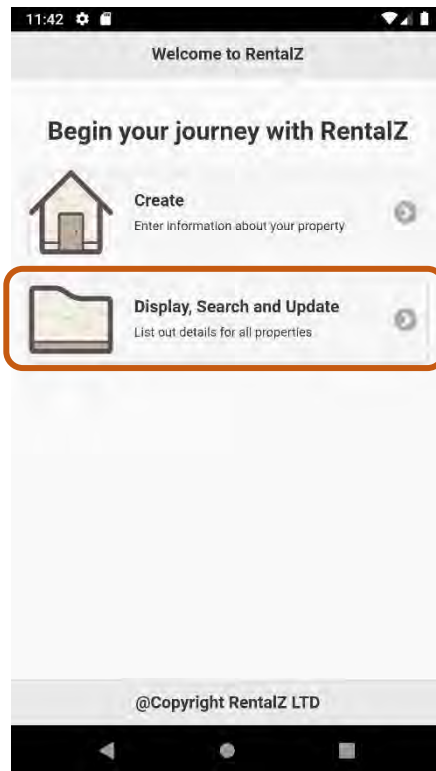 11:42
Welcome to RentalZ
Begin your journey with RentalZ
Create
Enter information about your property
Display, Search and Update
List out details for all properties
@Copyright RentalZ LTD